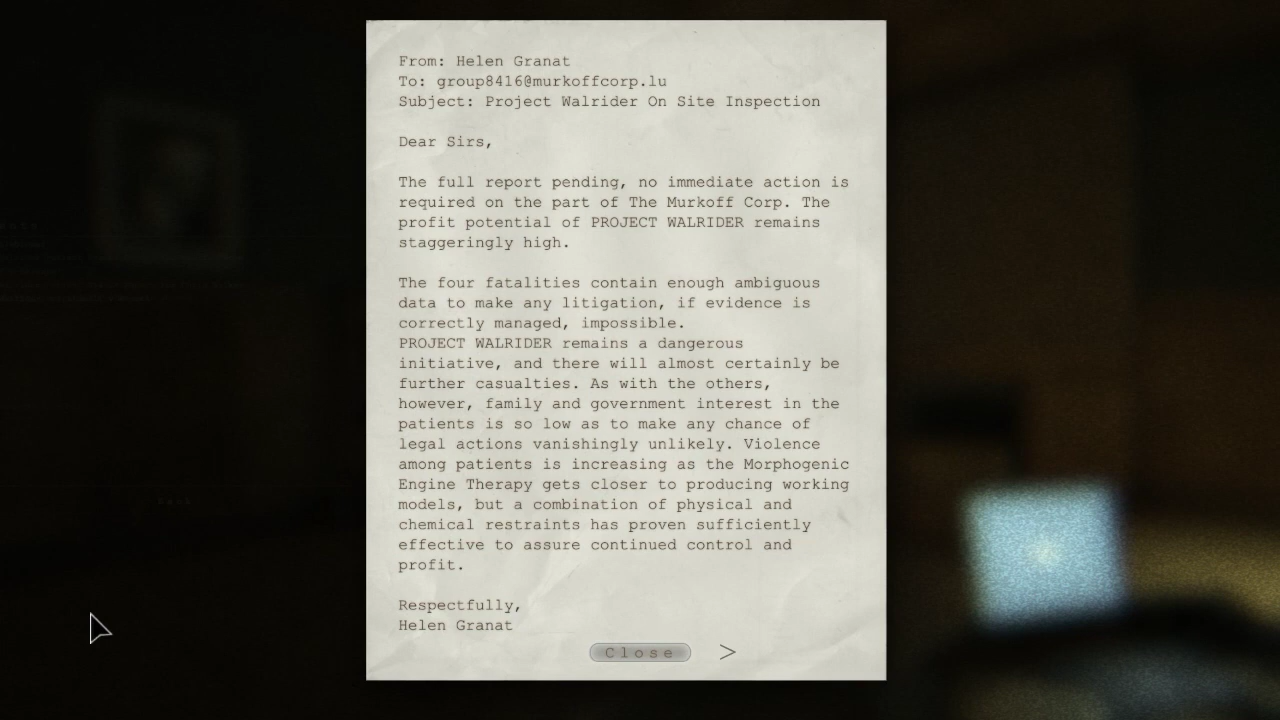 From: Helen Granat
To: group8416@murkoffcorp.lu
Subject: Project Walrider On Site Inspection
Dear Sirs,
The full report pending, no immediate action is
required on the part of The Murkoff Corp. The
profit potential of PROJECT WALRIDER remains
staggeringly high.
The four fatalities contain enough ambiguous
data to make any litigation, if evidence is
correctly managed, impossible.
PROJECT WALRIDER remains a dangerous
initiative, and there will almost certainly be
further casualties. As with the others,
however, family and government interest in the
patients is so low as to make any chance of
legal actions vanishingly unlikely. Violence
among patients is increasing as the Morphogenic
Engine Therapy gets closer to producing working
models, but a combination of physical and
chemical restraints has proven sufficiently
effective to assure continued control and
profit.
Respectfully,
Helen Granat
Close >